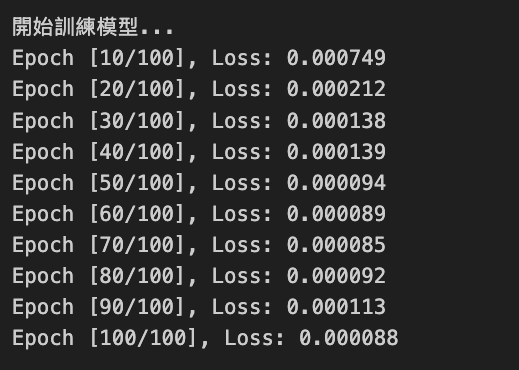 開始訓練模型...
Epoch [10/100], Loss: 0.000749
Epoch [20/100], Loss: 0.000212
Epoch [30/100], Loss: 0.000138
Epoch [40/100], Loss: 0.000139
Epoch [50/100], Loss: 0.000094
Epoch [60/100], Loss: 0.000089
Epoch [70/100], Loss: 0.000085
Epoch [80/100], Loss: 0.000092
Epoch [90/100], Loss: 0.000113
Epoch [100/100], Loss: 0.000088